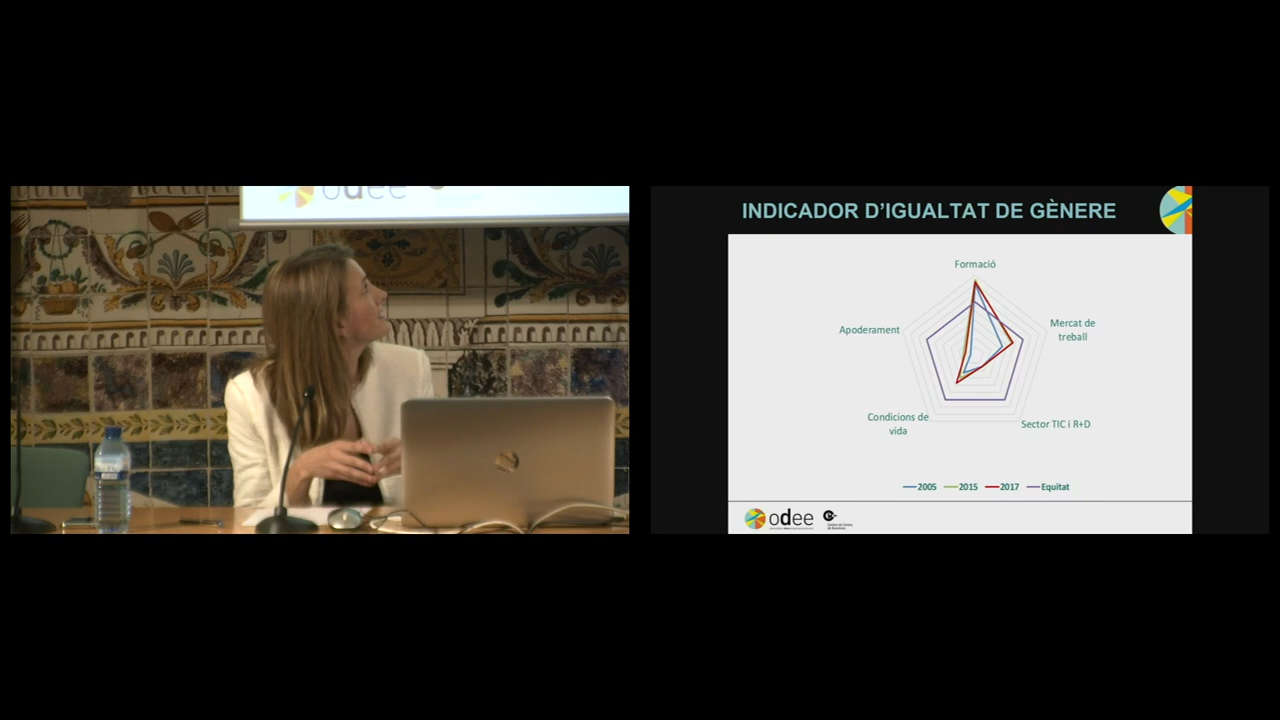 odee
INDICADOR D'IGUALTAT DE GÈNERE
Formació
Apoderament
Mercat de
treball
Condicions de
vida
Sector TIC i R+D
2005
2015
2017
Equitat
odee